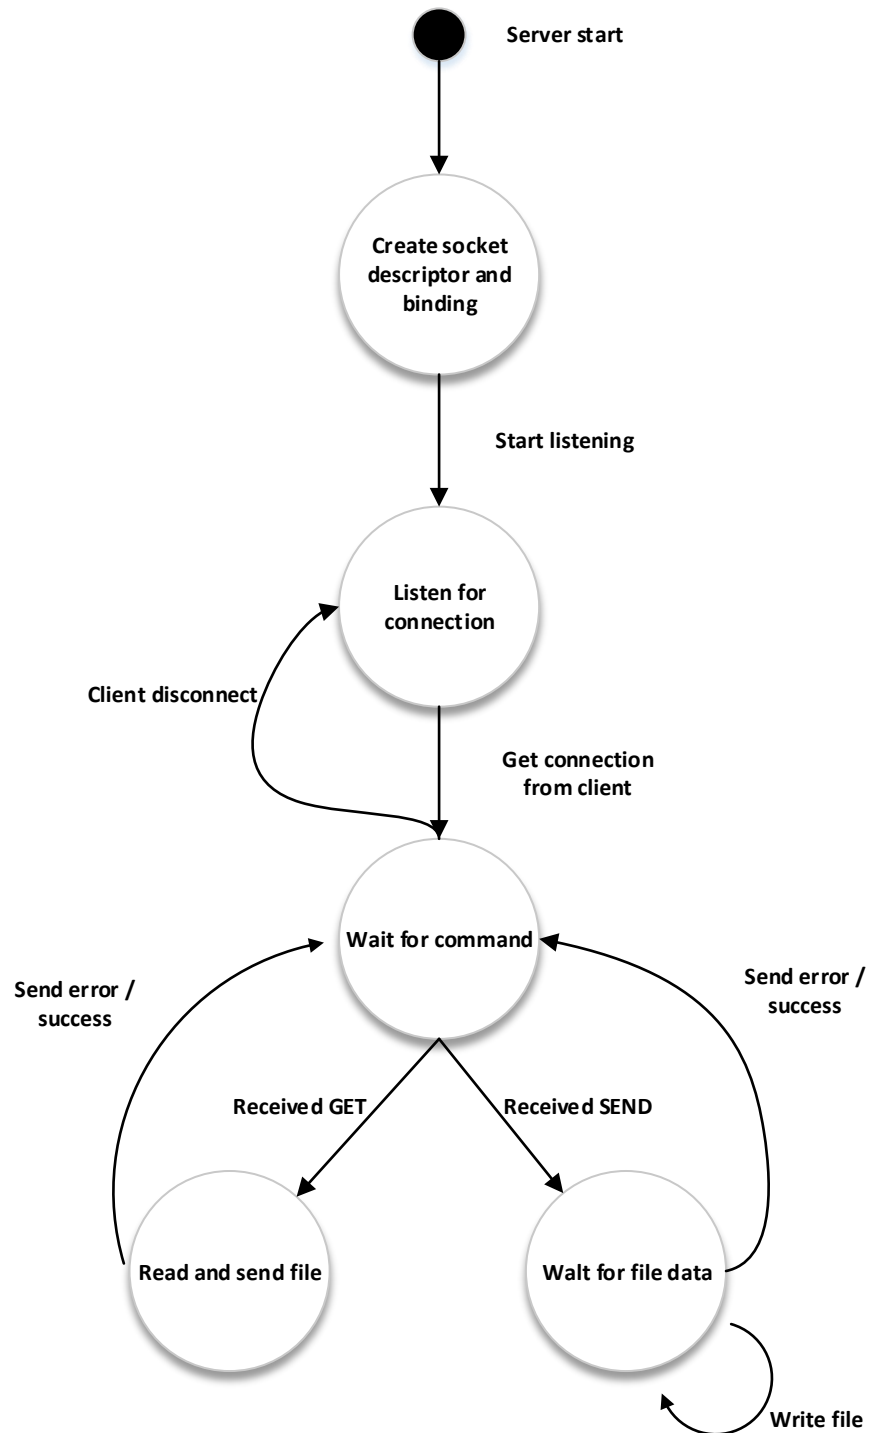 Server start
Create socket
descriptor and
binding
Start listening
Listen for
connection
Client disconnect
Get connection
from client
Wait for command
Send error /
success
Send error /
success
Received GET
Received SEND
Read and send file
Walt for file data
Write file